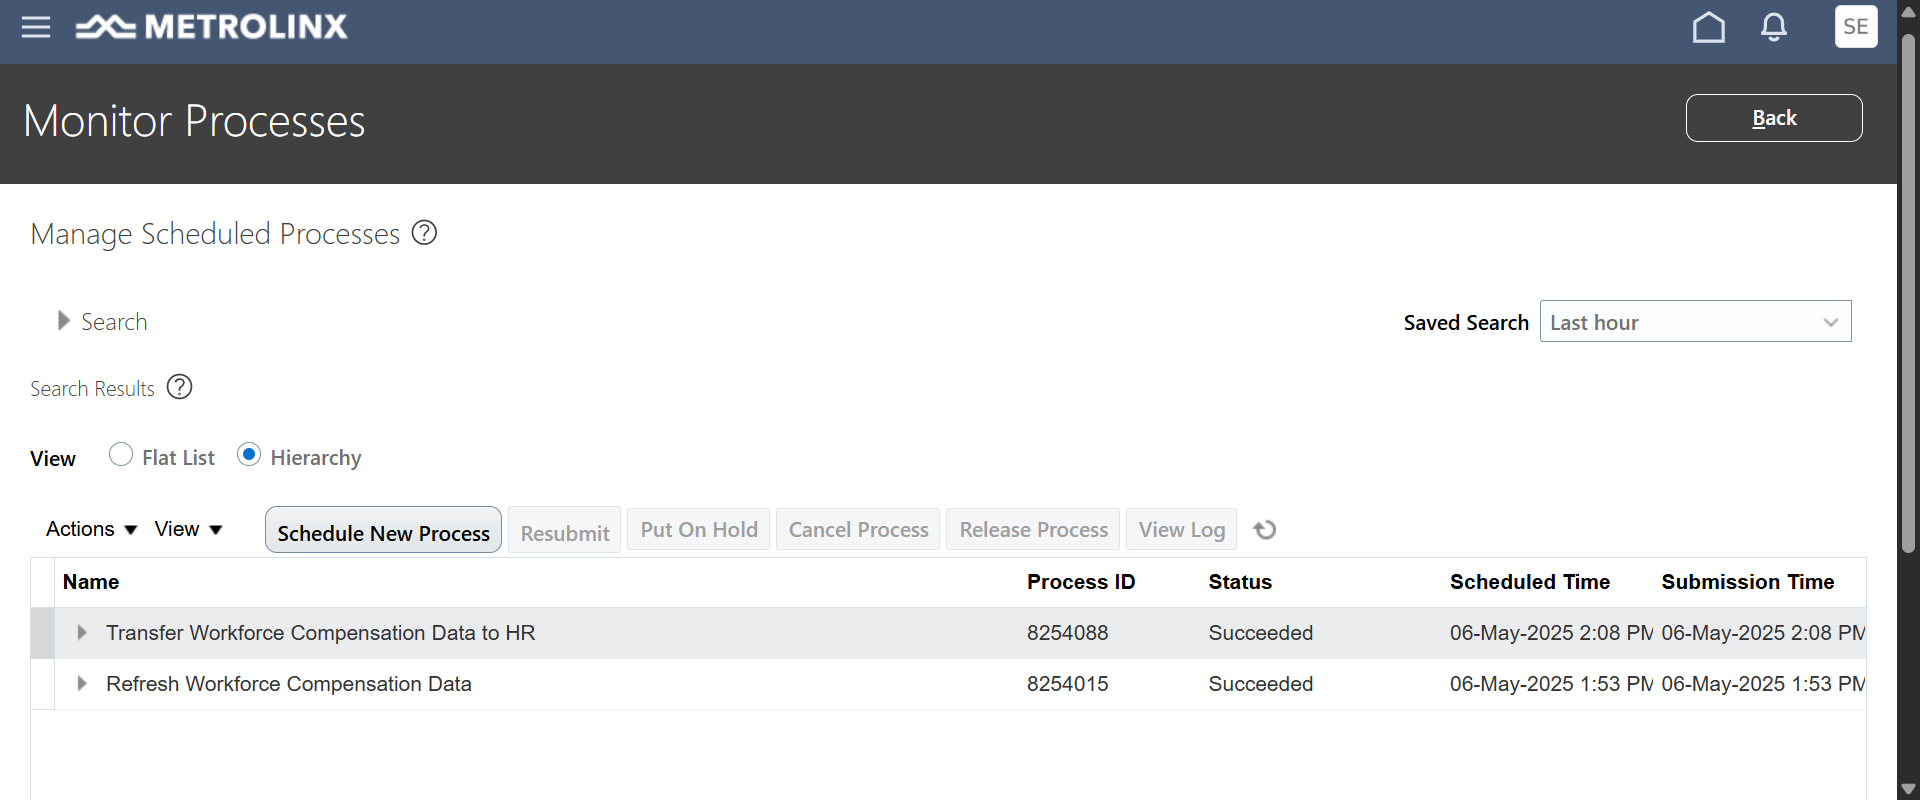 METROLINX
SE
Monitor Processes
Back
Manage Scheduled Processes ?
Search
Saved Search Last hour
Search Results ?
View Flat List Hierarchy
Actions View Schedule New Process Resubmit Put On Hold Cancel Process Release Process View Log
Name Process ID Status Scheduled Time Submission Time
Transfer Workforce Compensation Data to HR 8254088 Succeeded 06-May-2025 2:08 PM 06-May-2025 2:08 PM
Refresh Workforce Compensation Data 8254015 Succeeded 06-May-2025 1:53 PM 06-May-2025 1:53 PM